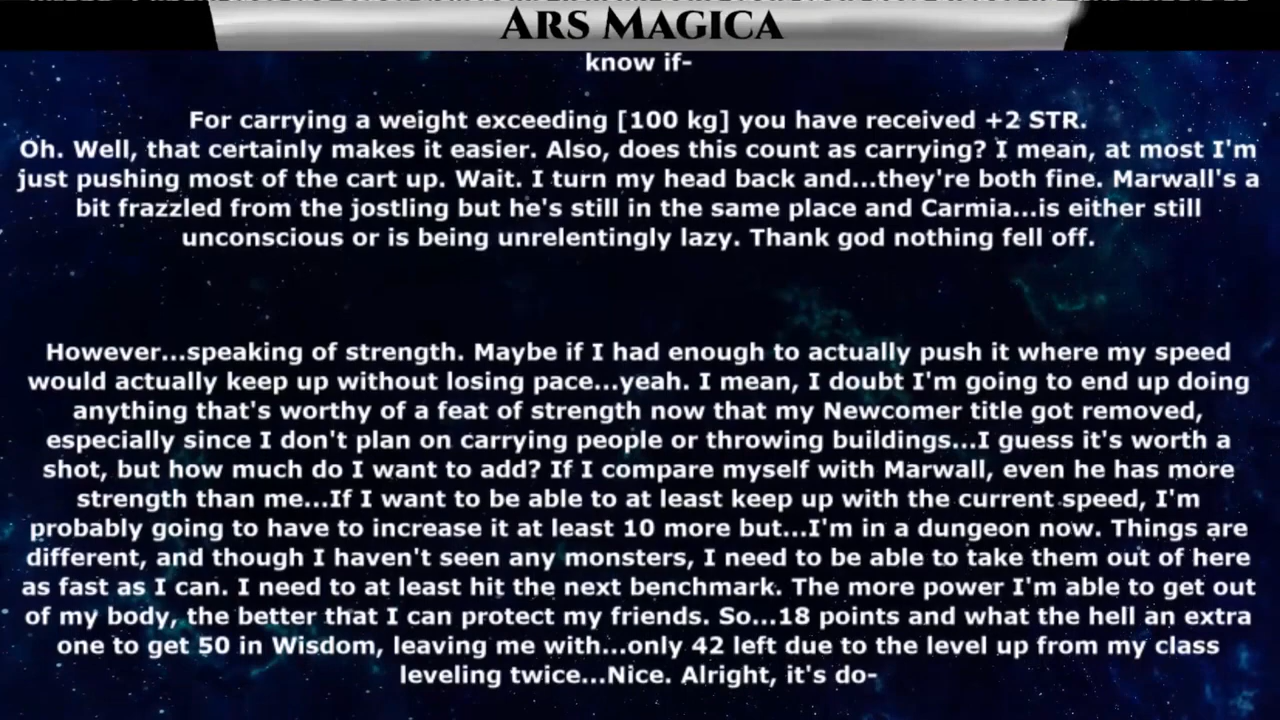 ARS MAGICA
know if-
For carrying a weight exceeding [100 kg] you have received +2 STR.
Oh. Well, that certainly makes it easier. Also, does this count as carrying? I mean, at most I'm
just pushing most of the cart up. Wait. I turn my head back and...they're both fine. Marwall's a
bit frazzled from the jostling but he's still in the same place and Carmia...is either still
unconscious or is being unrelentingly lazy. Thank god nothing fell off.
However...speaking of strength. Maybe if I had enough to actually push it where my speed
would actually keep up without losing pace...yeah. I mean, I doubt I'm going to end up doing
anything that's worthy of a feat of strength now that my Newcomer title got removed,
especially since I don't plan on carrying people or throwing buildings...I guess it's worth a
shot, but how much do I want to add? If I compare myself with Marwall, even he has more
strength than me...If I want to be able to at least keep up with the current speed, I'm
probably going to have to increase it at least 10 more but...I'm in a dungeon now. Things are
different, and though I haven't seen any monsters, I need to be able to take them out of here
as fast as I can. I need to at least hit the next benchmark. The more power I'm able to get out
of my body, the better that I can protect my friends. So...18 points and what the hell an extra
one to get 50 in Wisdom, leaving me with...only 42 left due to the level up from my class
leveling twice...Nice. Alright, it's do-